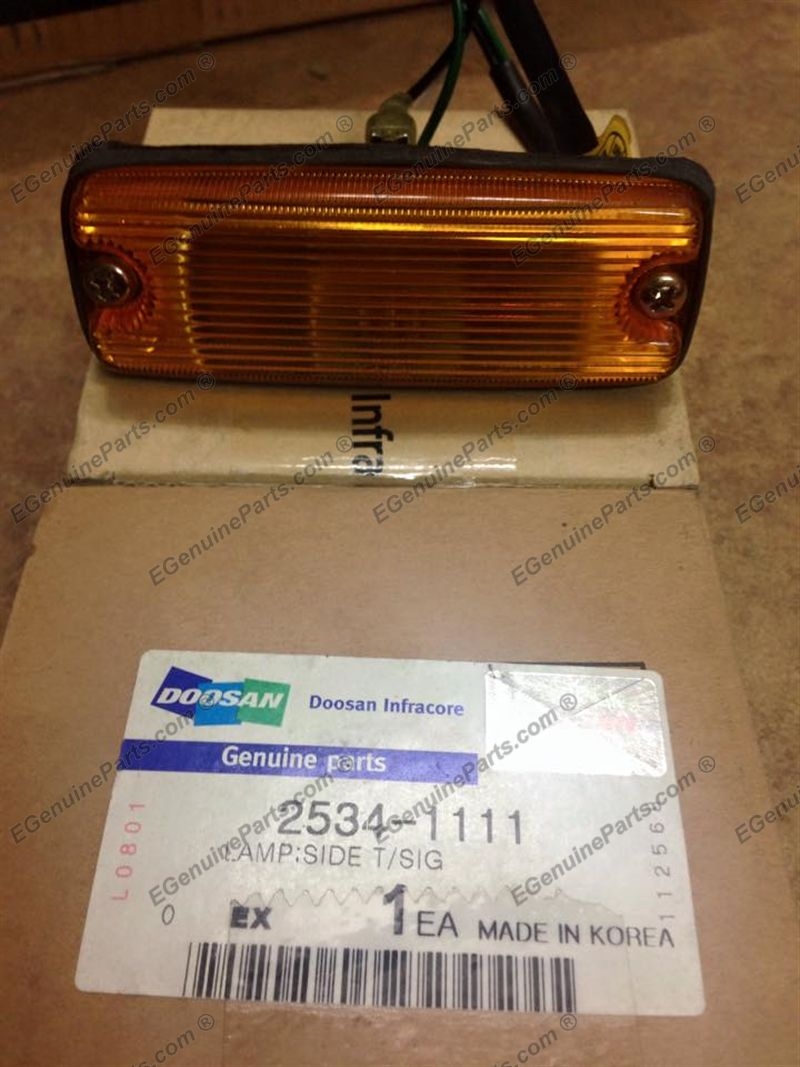 Infra
DOOSAN
Doosan Infracore
Genuine parts
2534-1111
LAMP;SIDE T/SIG
L0801
0
EX
1 EA MADE IN KOREA
EGenuineParts.com ®